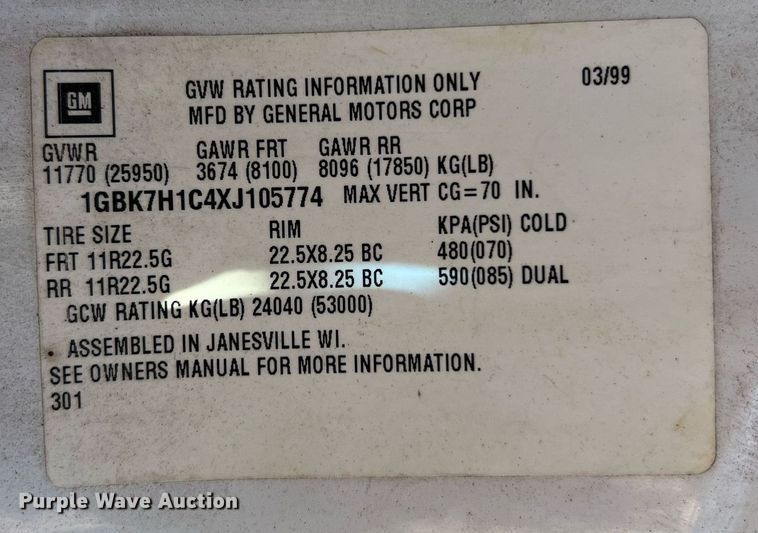 GM
GVW RATING INFORMATION ONLY 03/99
MFD BY GENERAL MOTORS CORP
GVWR GAWR FRT GAWR RR
11770 (25950) 3674 (8100) 8096 (17850) KG(LB)
1GBK7H1C4XJ105774 MAX VERT CG=70 IN.
TIRE SIZE RIM KPA(PSI) COLD
FRT 11R22.5G 22.5X8.25 BC 480(070)
RR 11R22.5G 22.5X8.25 BC 590(085) DUAL
GCW RATING KG(LB) 24040 (53000)
ASSEMBLED IN JANESVILLE WI.
SEE OWNERS MANUAL FOR MORE INFORMATION.
301
Purple Wave Auction